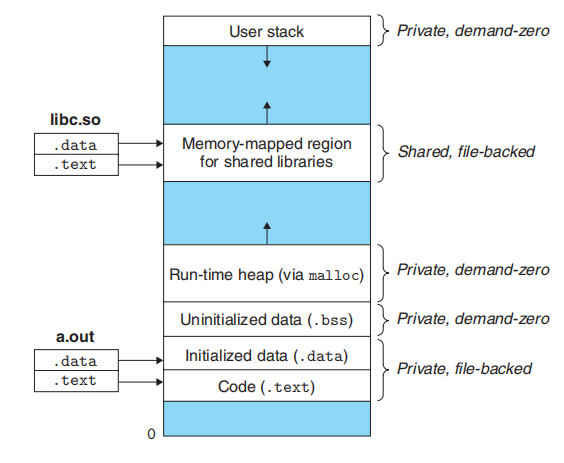 User stack
Private, demand-zero
libc.so
.data
.text
Memory-mapped region
for shared libraries
Shared, file-backed
Run-time heap (via malloc)
Private, demand-zero
Uninitialized data (.bss)
Private, demand-zero
a.out
.data
.text
Initialized data (.data)
Code (.text)
Private, file-backed
0